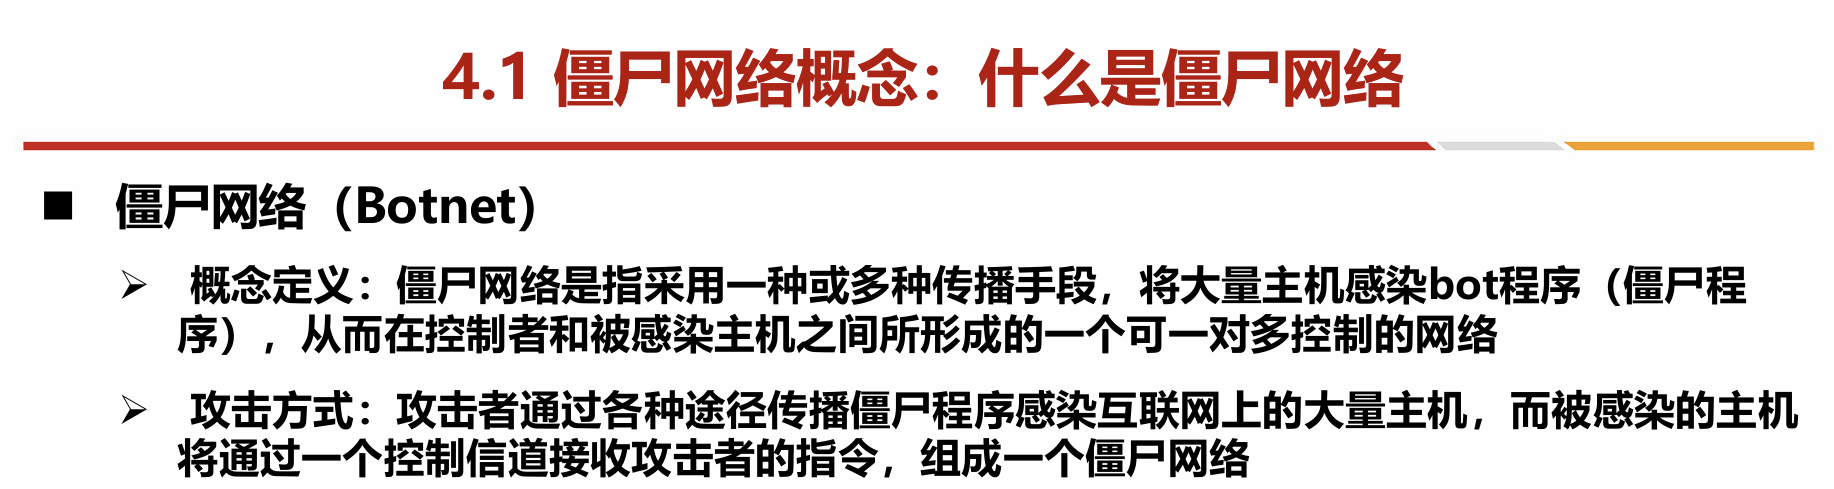 4.1 僵尸网络概念：什么是僵尸网络
■ 僵尸网络（Botnet）
➢ 概念定义：僵尸网络是指采用一种或多种传播手段，将大量主机感染bot程序（僵尸程
序），从而在控制者和被感染主机之间所形成的一个可一对多控制的网络
➢ 攻击方式：攻击者通过各种途径传播僵尸程序感染互联网上的大量主机，而被感染的主机
将通过一个控制信道接收攻击者的指令，组成一个僵尸网络